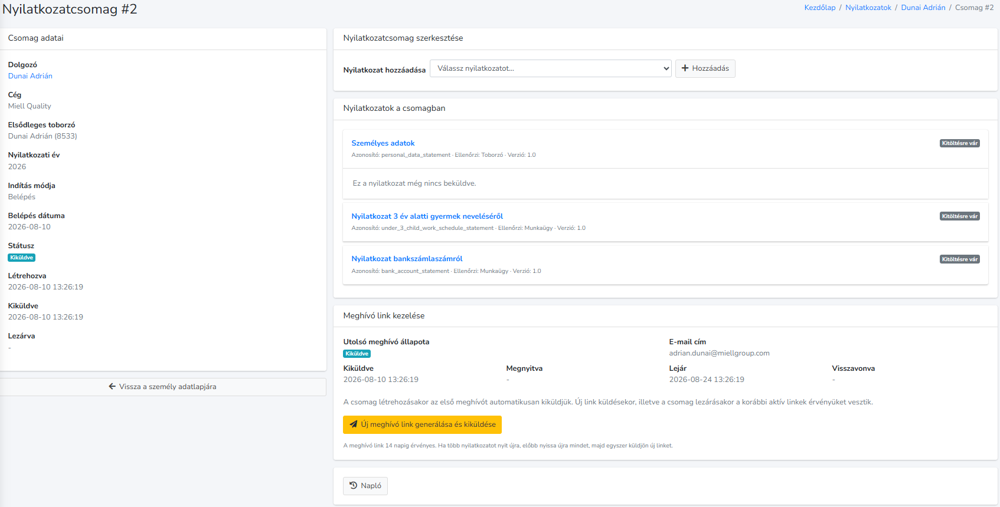 Nyilatkozatcsomag #2
Kezdőlap / Nyilatkozatok / Dunai Adrián / Csomag #2
Csomag adatai
Dolgozó
Dunai Adrián
Cég
Miell Quality
Elsődleges toborzó
Dunai Adrián (8533)
Nyilatkozati év
2026
Indítás módja
Belépés
Belépés dátuma
2026-08-10
Státusz
Kiküldve
Létrehozva
2026-08-10 13:26:19
Kiküldve
2026-08-10 13:26:19
Lezárva
-
Vissza a személy adatlapjára
Nyilatkozatcsomag szerkesztése
Nyilatkozat hozzáadása Válassz nyilatkozatot... Hozzáadás
Nyilatkozatok a csomagban
Személyes adatok Kitöltésre vár
Azonosító: personal_data_statement · Ellenőrzi: Toborzó · Verzió: 1.0
Ez a nyilatkozat még nincs beküldve.
Nyilatkozat 3 év alatti gyermek neveléséről Kitöltésre vár
Azonosító: under_3_child_work_schedule_statement · Ellenőrzi: Munkaügy · Verzió: 1.0
Nyilatkozat bankszámlaszámról Kitöltésre vár
Azonosító: bank_account_statement · Ellenőrzi: Munkaügy · Verzió: 1.0
Meghívó link kezelése
Utolsó meghívó állapota E-mail cím
Kiküldve adrian.dunai@miellgroup.com
Kiküldve Megnyitva Lejár Visszavonva
2026-08-10 13:26:19 - 2026-08-24 13:26:19 -
A csomag létrehozásakor az első meghívót automatikusan kiküldjük. Új link küldésekor, illetve a csomag lezárásakor a korábbi aktív linkek érvényüket vesztik.
Új meghívó link generálása és kiküldése
A meghívó link 14 napig érvényes. Ha több nyilatkozatot nyit újra, előbb nyissa újra mindet, majd egyszer küldjön új linket.
Napló